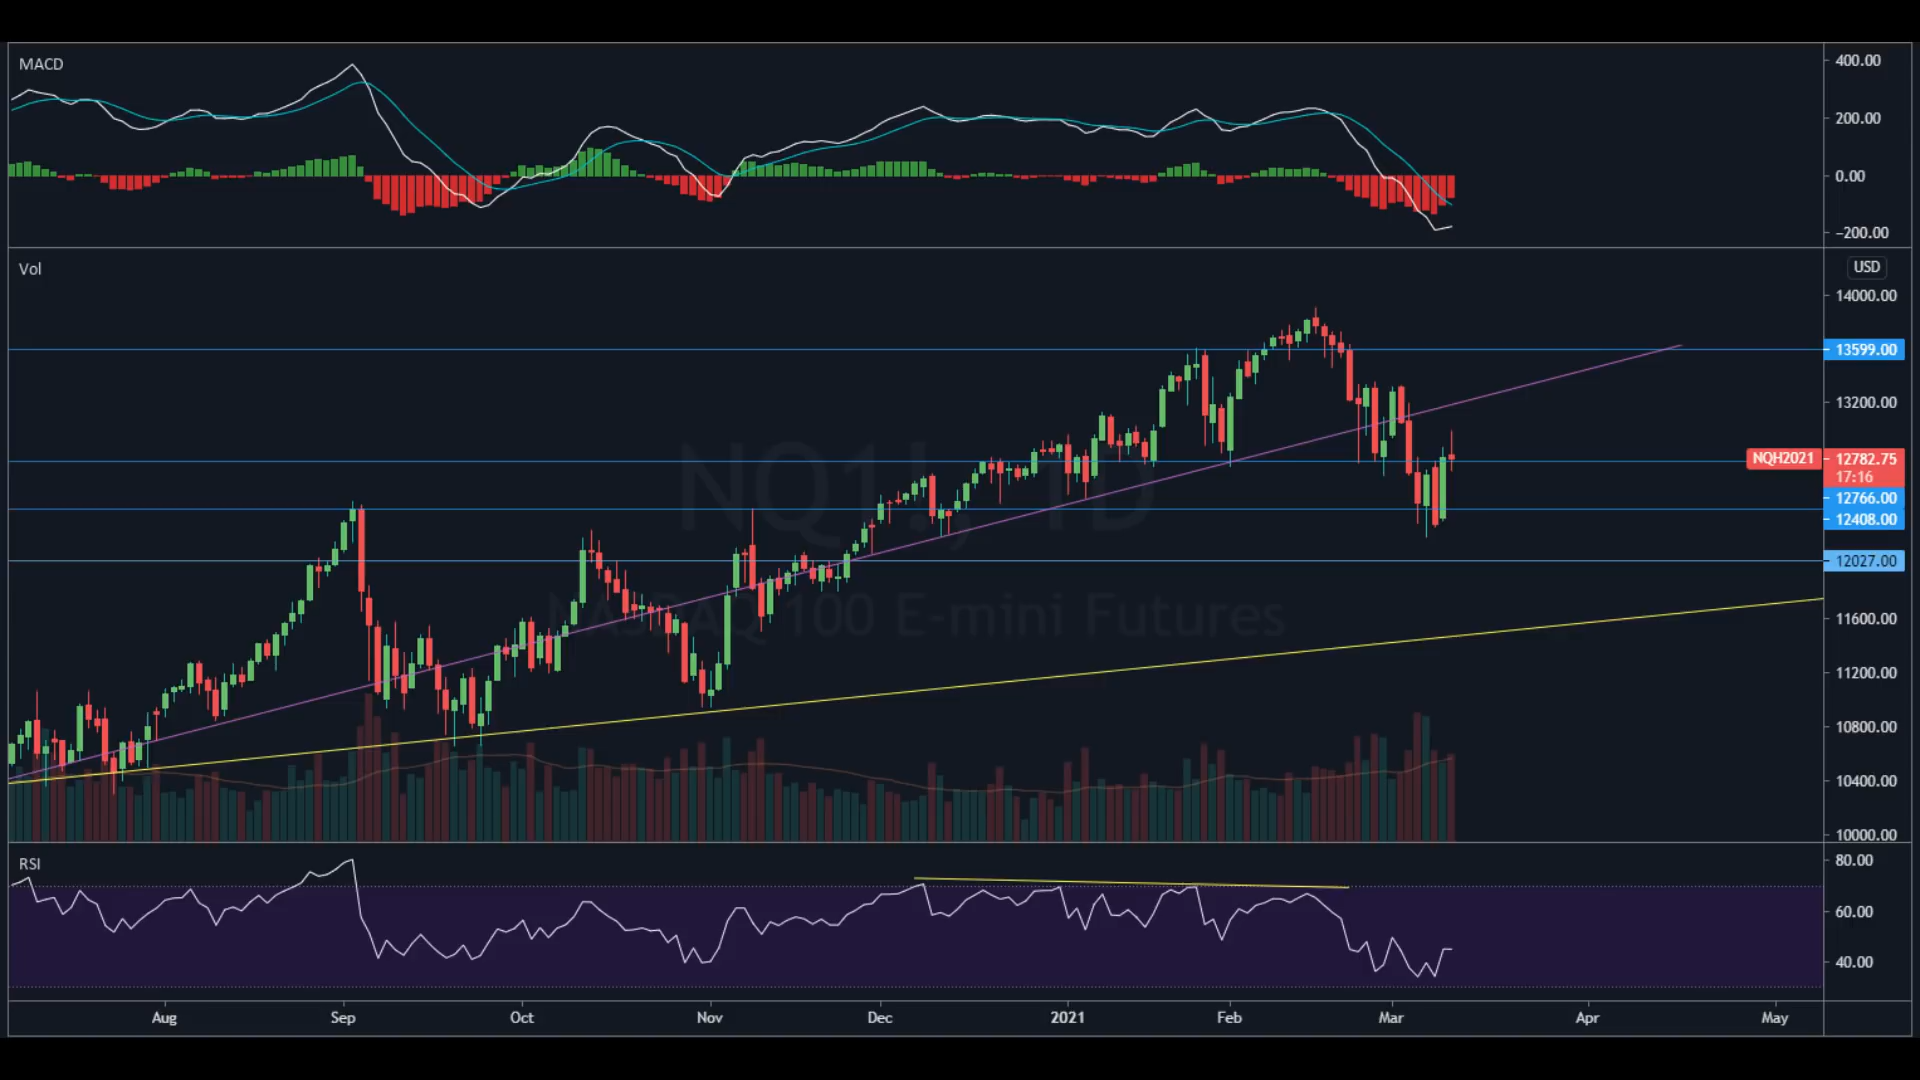 MACD
400.00
200.00
0.00
−200.00
Vol
USD
14000.00
13599.00
13200.00
NQH2021
12782.75
17:16
12766.00
12408.00
12027.00
11600.00
11200.00
10800.00
10400.00
10000.00
NQ1!, 1D
NASDAQ 100 E-mini Futures
RSI
80.00
60.00
40.00
Aug Sep Oct Nov Dec 2021 Feb Mar Apr May